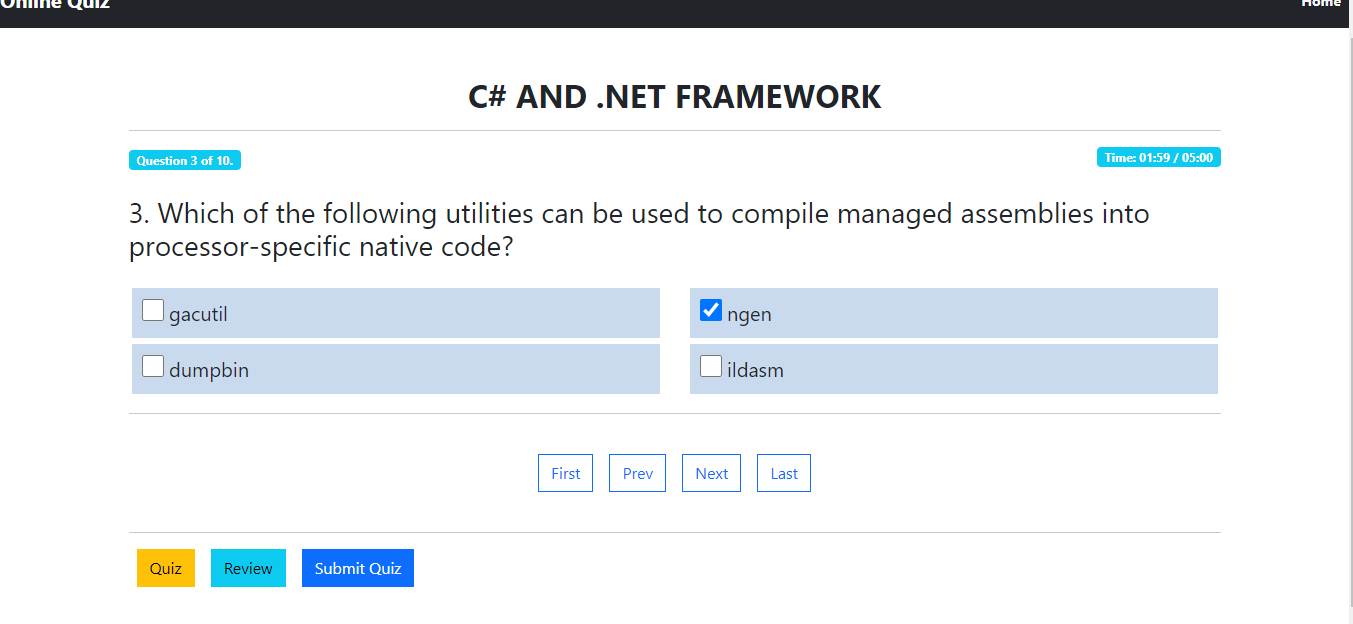 Online Quiz
Home
C# AND .NET FRAMEWORK
Question 3 of 10.
Time: 01:59 / 05:00
3. Which of the following utilities can be used to compile managed assemblies into
processor-specific native code?
gacutil
ngen
dumpbin
ildasm
First
Prev
Next
Last
Quiz
Review
Submit Quiz